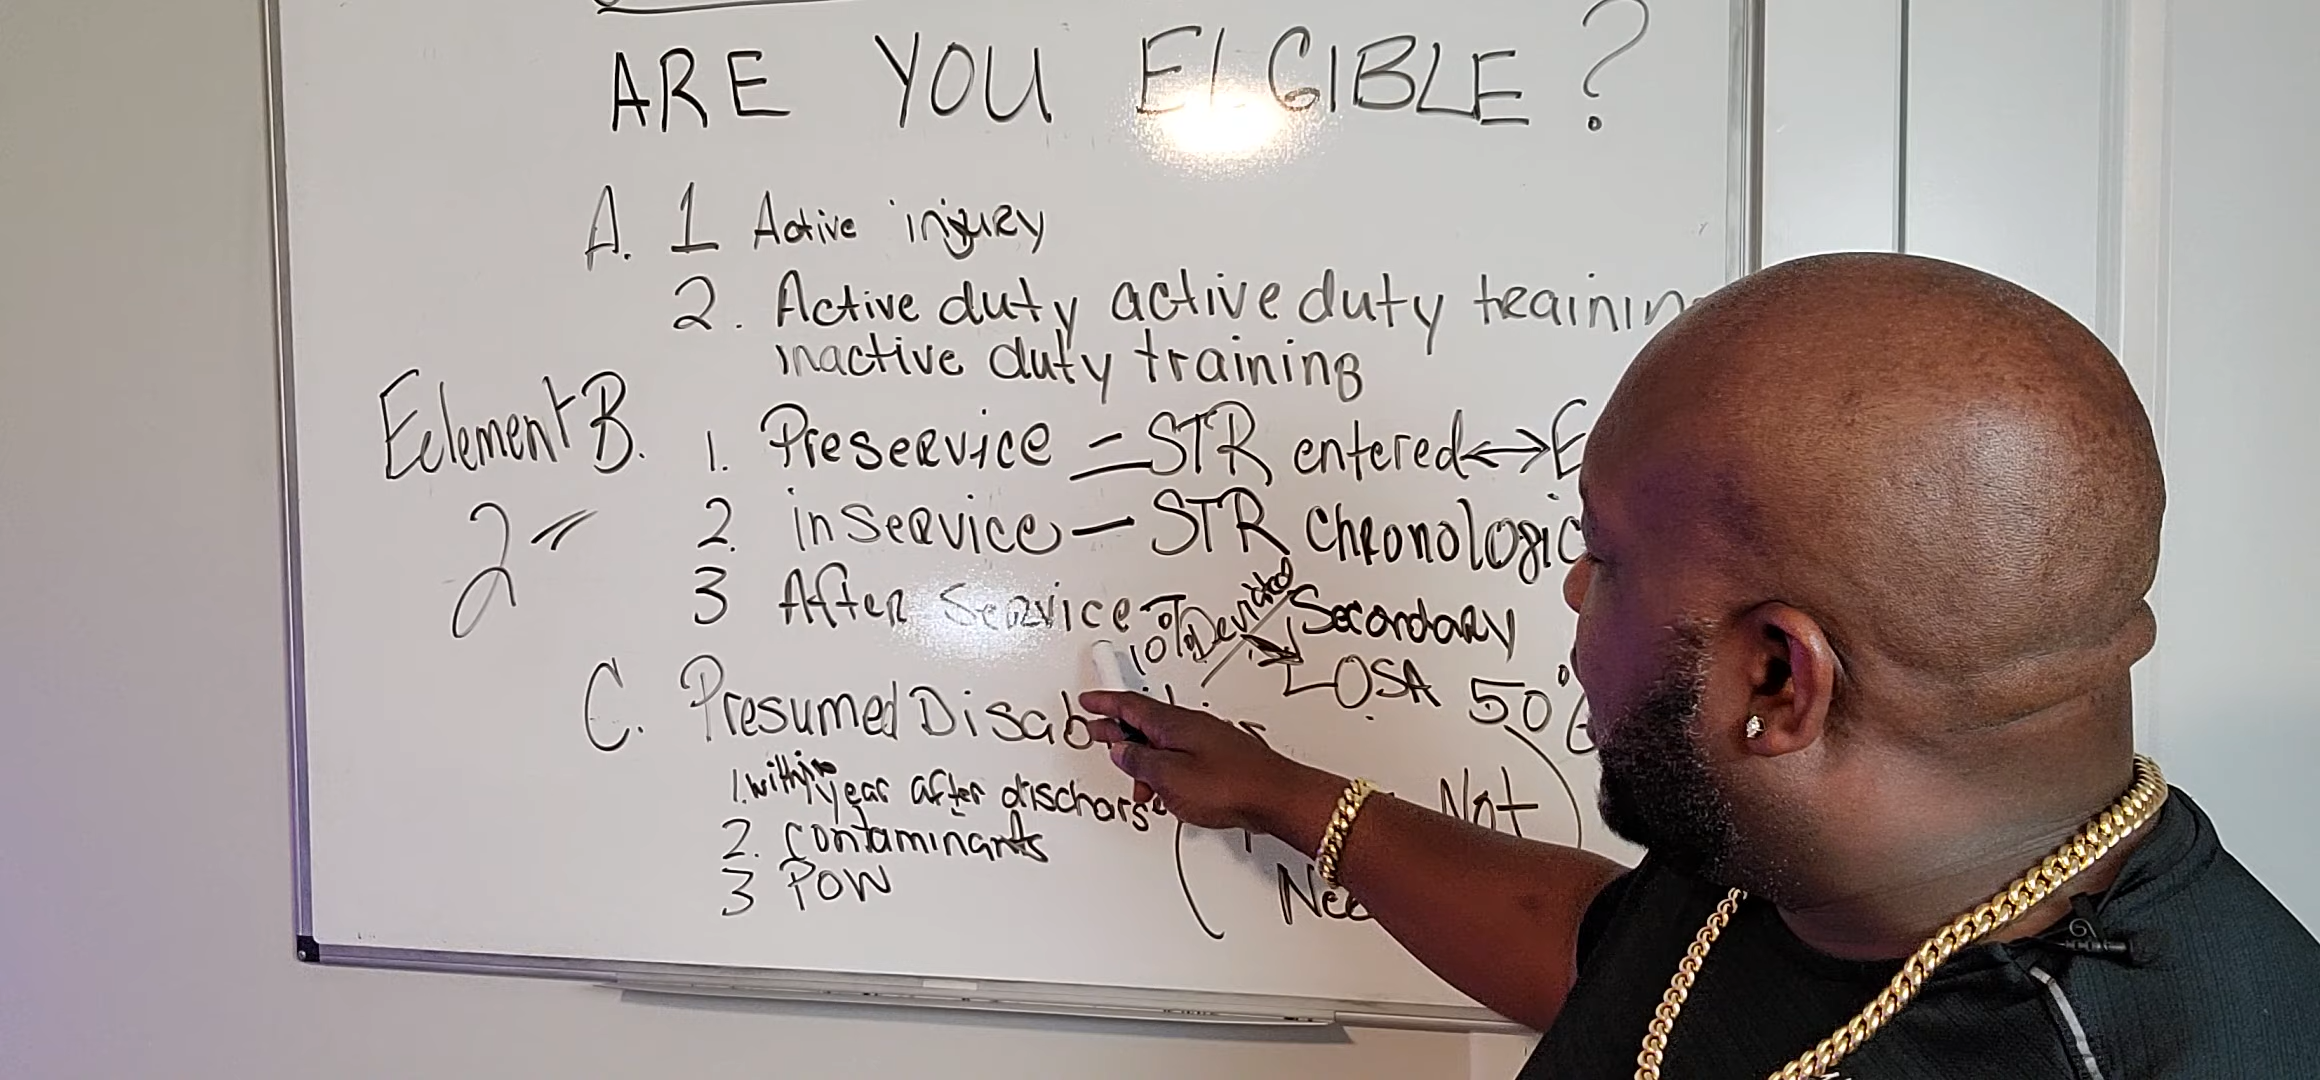 ARE YOU ELGIBLE?
A. 1 Active injury
2. Active duty active duty trainin
inactive duty training
Eelement B. 1. Preservice = STR entered ↔ E
2 2. inservice - STR Chronologic
3 After Service 10% Deviated Secondary
OSA 50%
C. Presumed
1. within year after discharge
2. contaminants
3 POW
Not